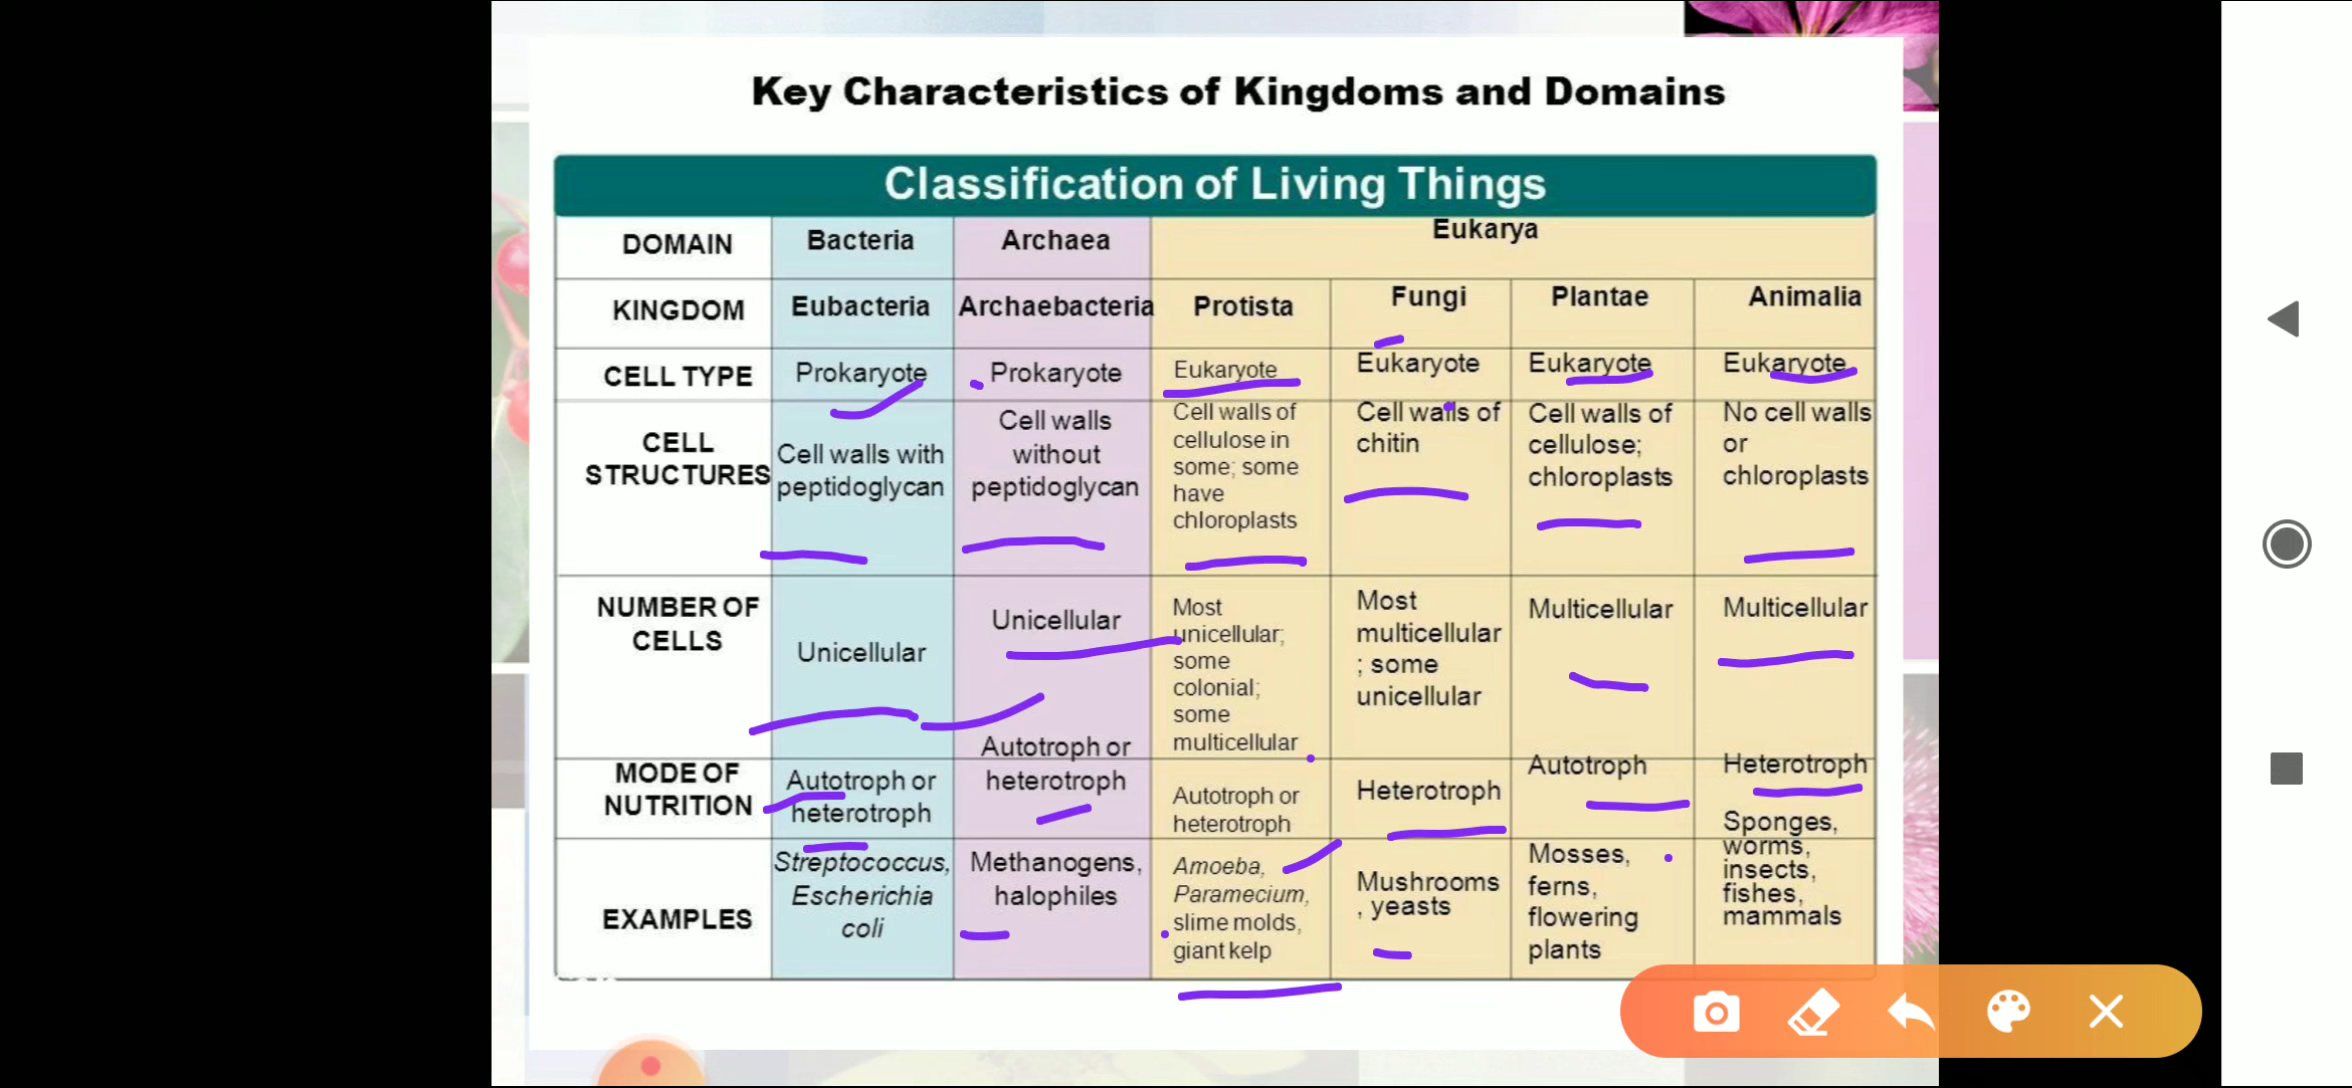 Key Characteristics of Kingdoms and Domains
Classification of Living Things
DOMAIN
Bacteria
Archaea
Eukarya
KINGDOM
Eubacteria
Archaebacteria
Protista
Fungi
Plantae
Animalia
CELL TYPE
Prokaryote
Prokaryote
Eukaryote
Eukaryote
Eukaryote
Eukaryote
CELL
STRUCTURES
Cell walls with
peptidoglycan
Cell walls
without
peptidoglycan
Cell walls of
cellulose in
some; some
have
chloroplasts
Cell walls of
chitin
Cell walls of
cellulose;
chloroplasts
No cell walls
or
chloroplasts
NUMBER OF
CELLS
Unicellular
Unicellular
Most
unicellular;
some
colonial;
some
multicellular
Most
multicellular
; some
unicellular
Multicellular
Multicellular
MODE OF
NUTRITION
Autotroph or
heterotroph
Autotroph or
heterotroph
Autotroph or
heterotroph
Heterotroph
Autotroph
Heterotroph
EXAMPLES
Streptococcus,
Escherichia
coli
Methanogens,
halophiles
Amoeba,
Paramecium,
slime molds,
giant kelp
Mushrooms
, yeasts
Mosses,
ferns,
flowering
plants
Sponges,
worms,
insects,
fishes,
mammals